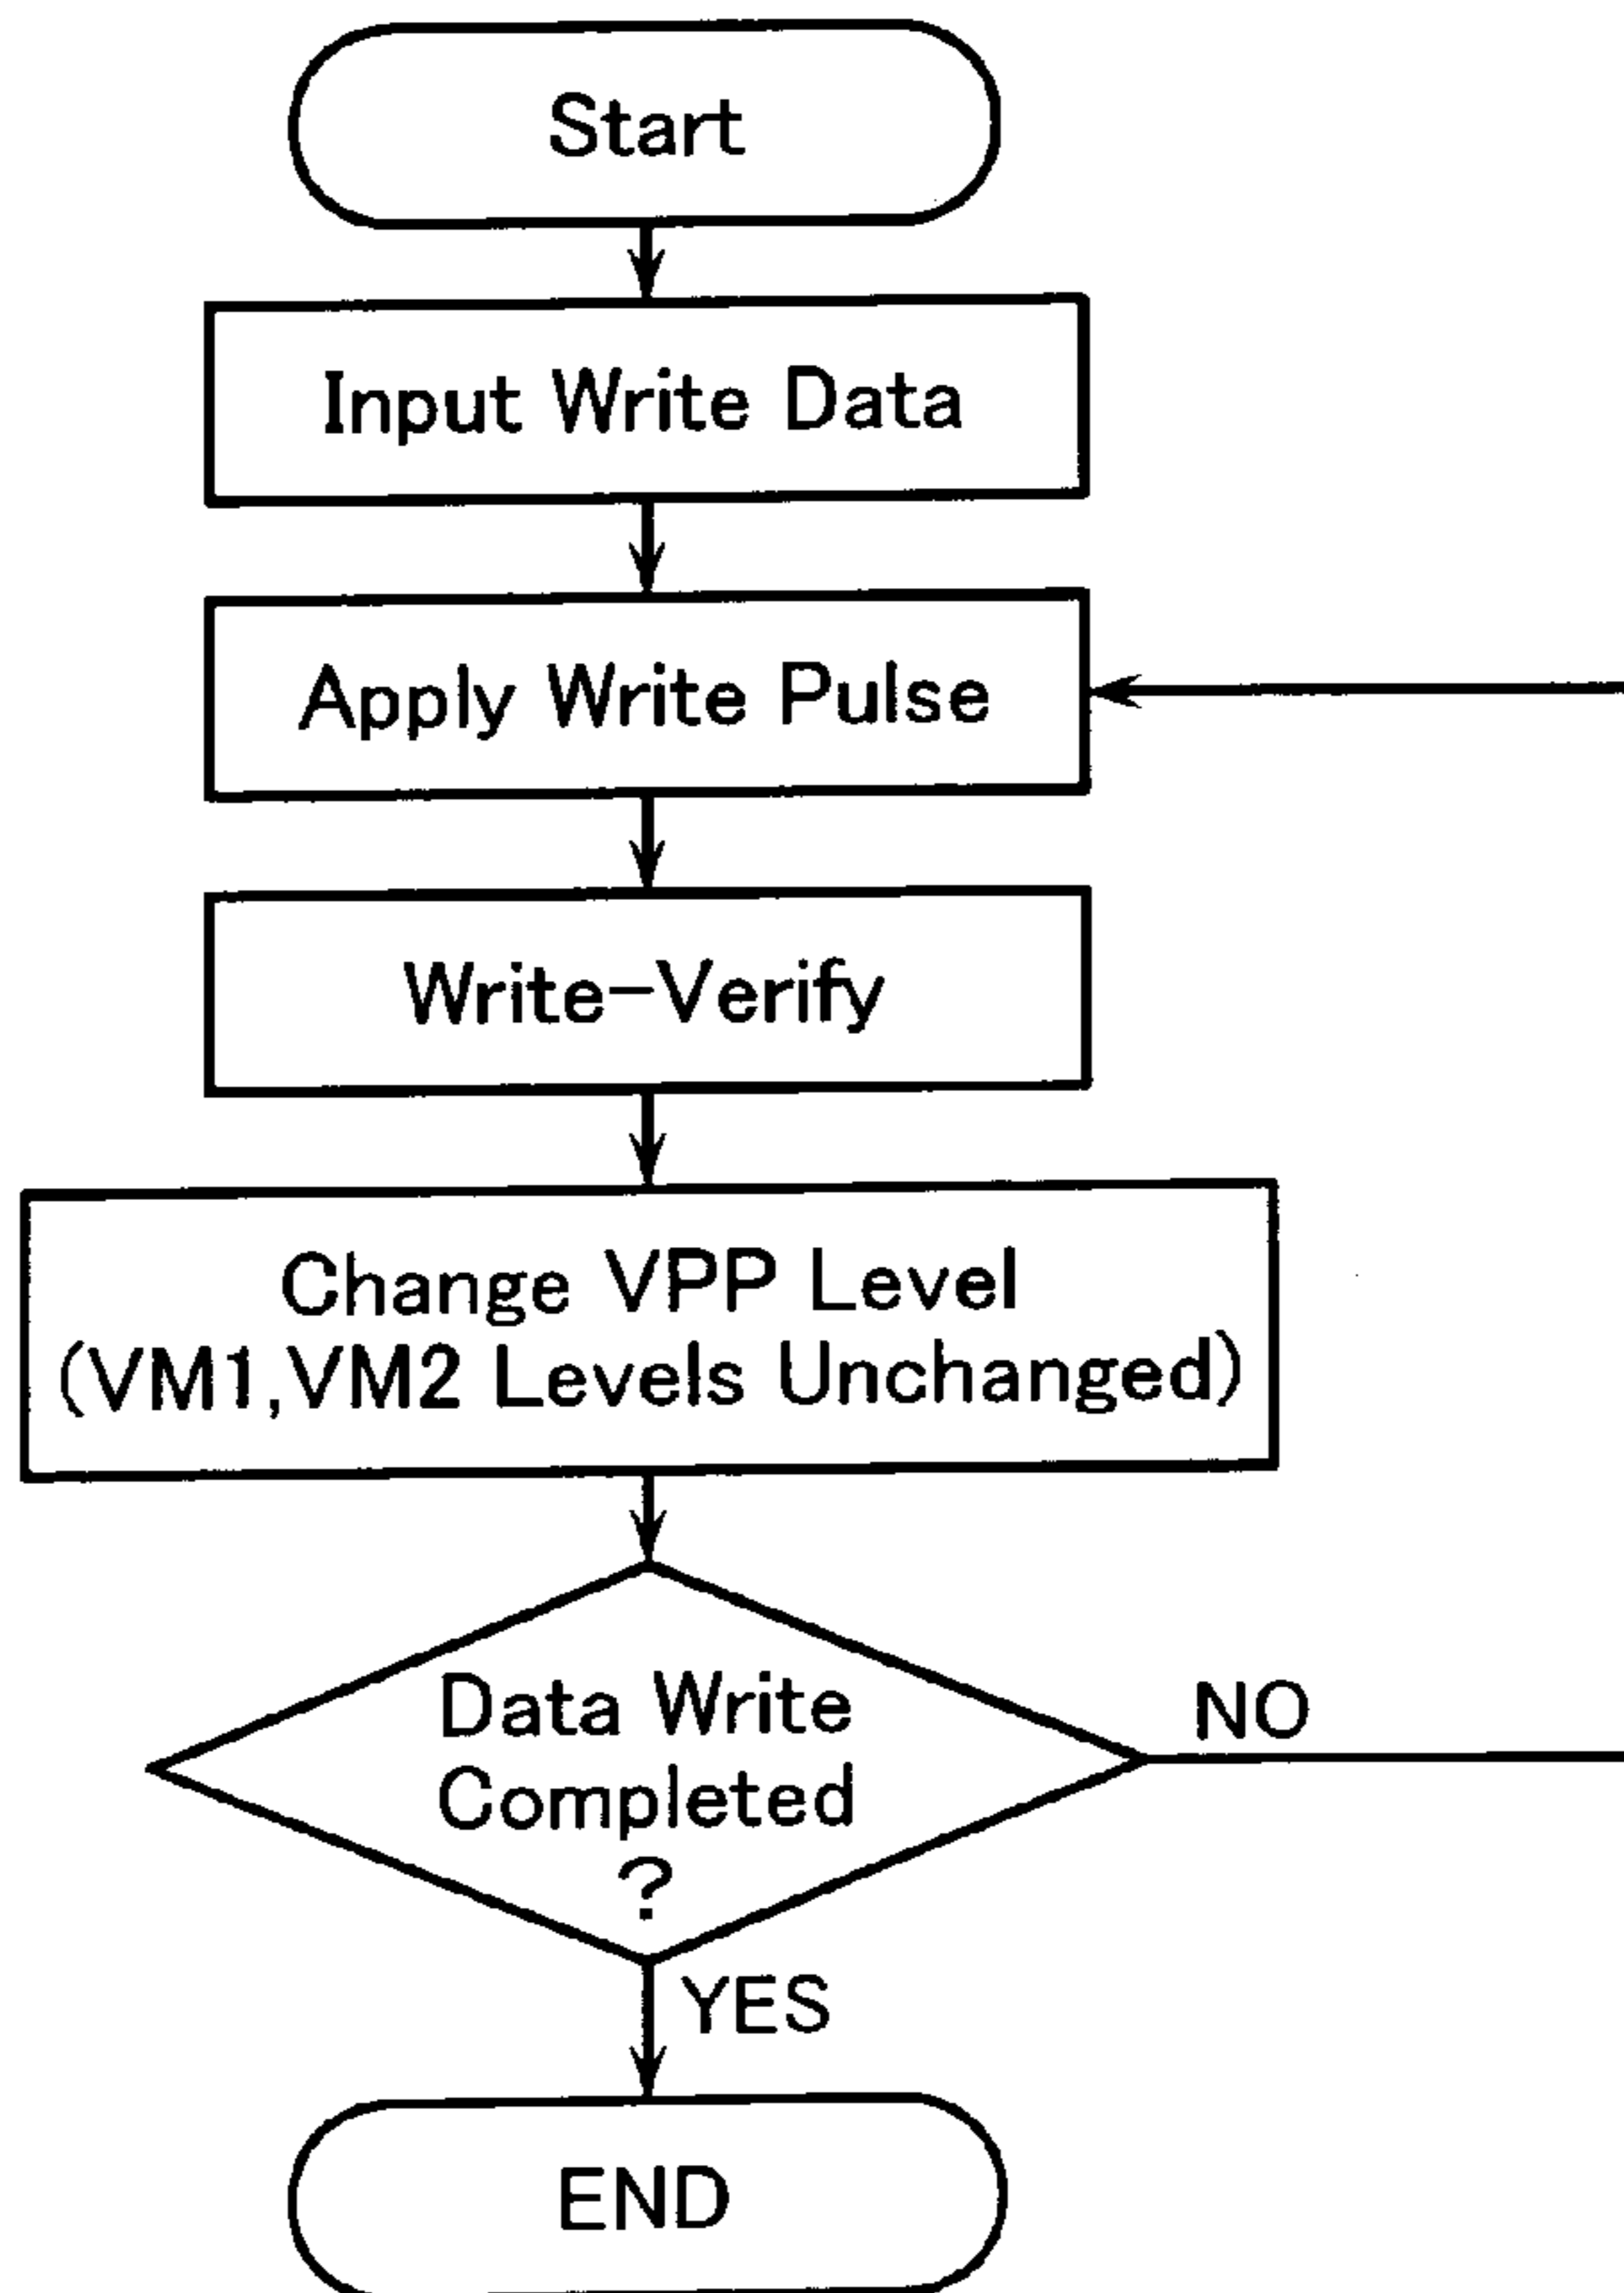 Start
Input Write Data
Apply Write Pulse
Write-Verify
Change VPP Level
(VM1,VM2 Levels Unchanged)
Data Write
Completed
?
NO
YES
END